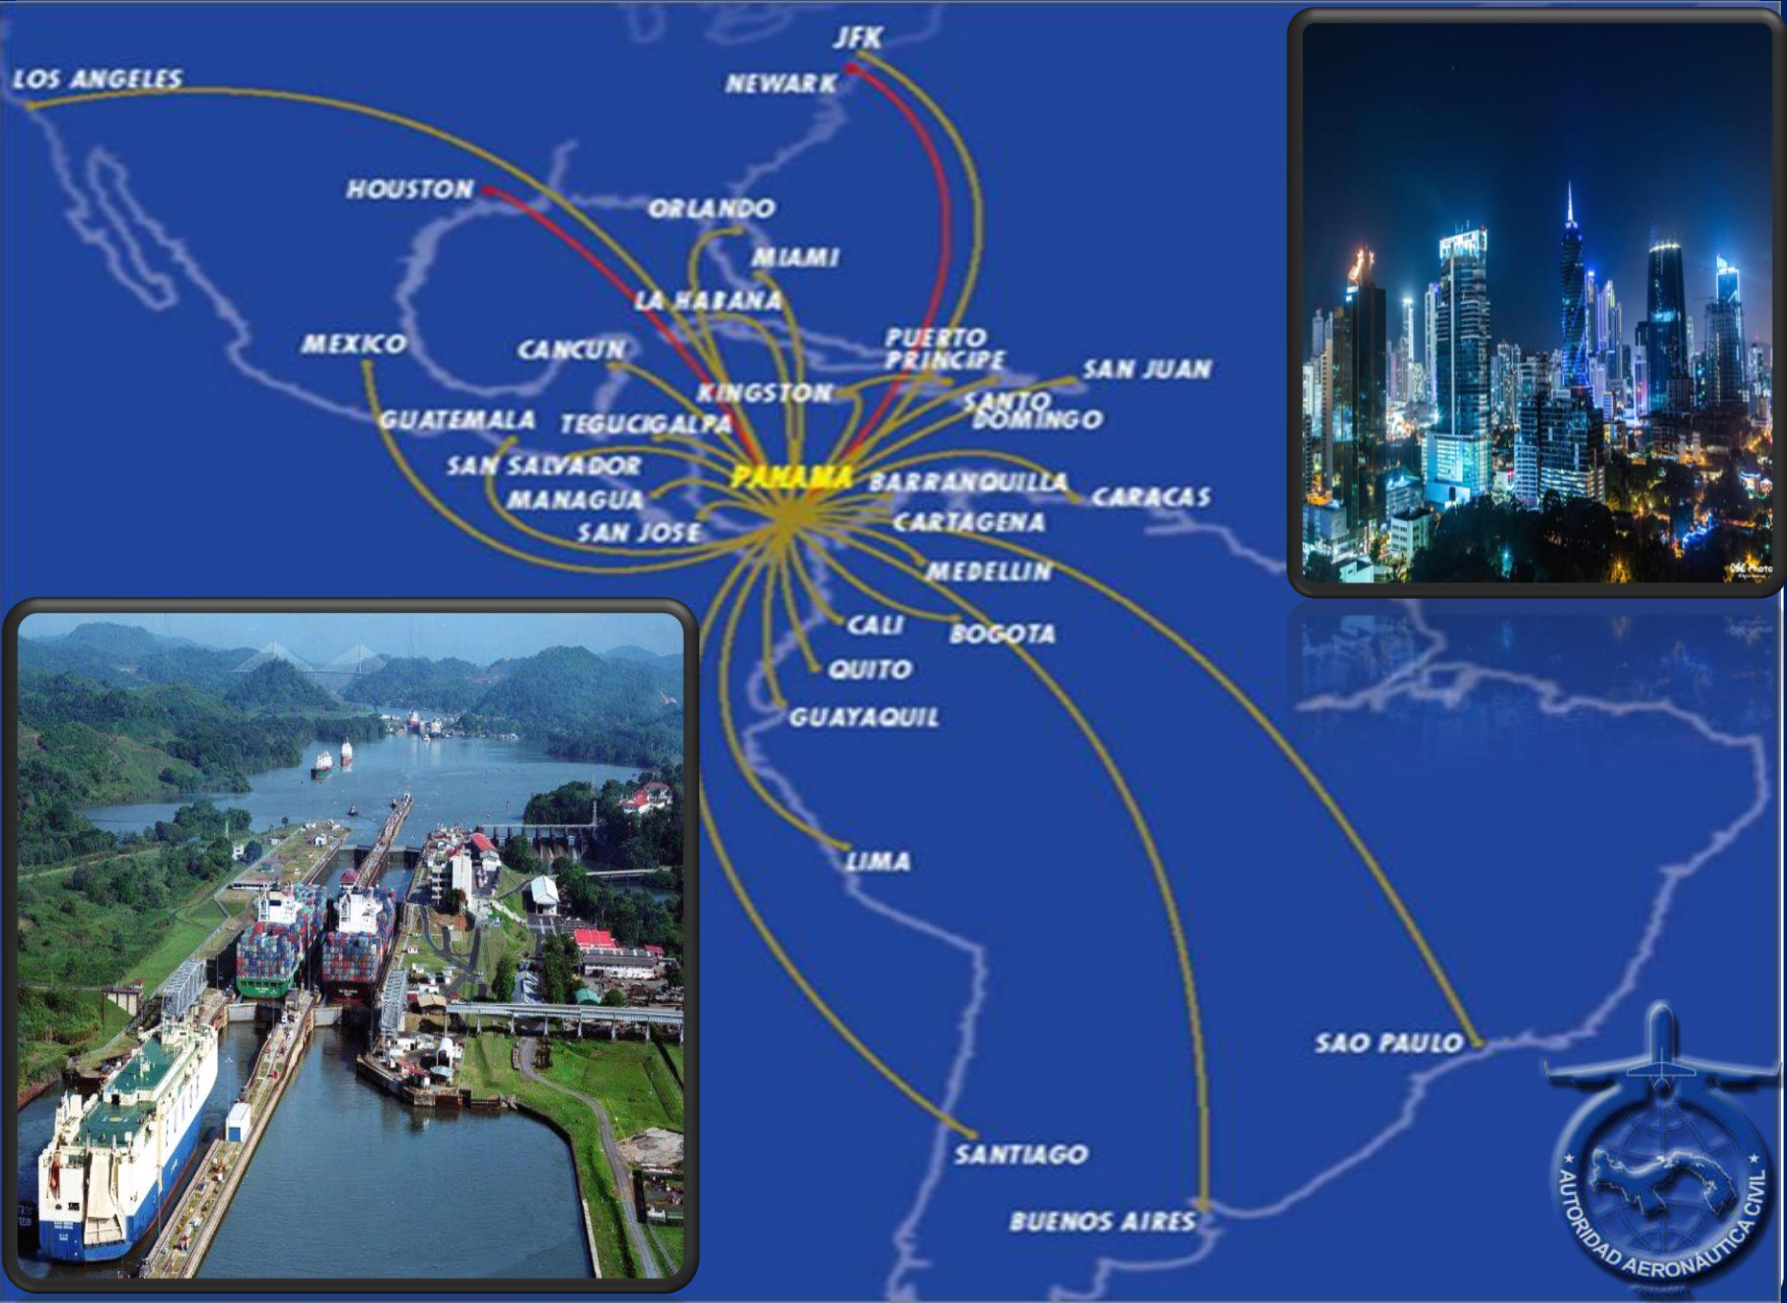 JFK
LOS ANGELES
NEWARK
HOUSTON
ORLANDO
MIAMI
LA HABANA
MEXICO
CANCUN
PUERTO
PRINCIPE
SAN JUAN
KINGSTON
SANTO
DOMINGO
GUATEMALA
TEGUCIGALPA
SAN SALVADOR
PANAMA
BARRANQUILLA
CARACAS
MANAGUA
CARTAGENA
SAN JOSE
MEDELLIN
CALI
BOGOTA
QUITO
GUAYAQUIL
LIMA
SAO PAULO
SANTIAGO
BUENOS AIRES
AUTORIDAD AERONÁUTICA CIVIL
PANAMA